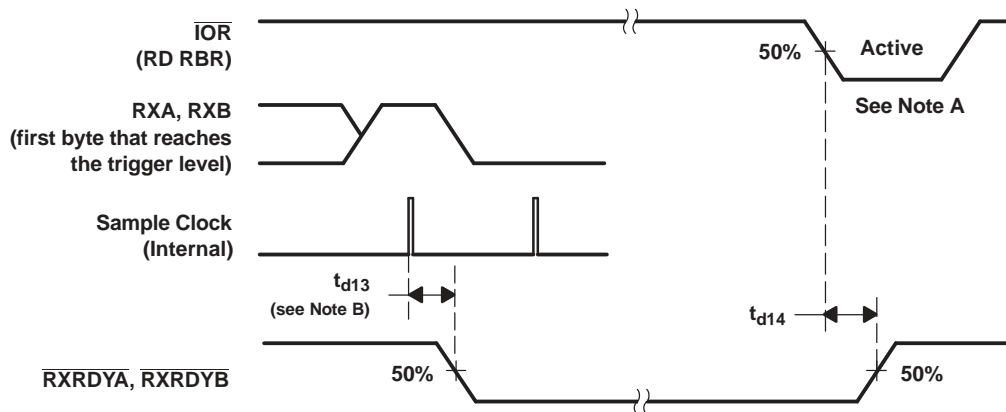 IOR
(RD RBR)
50%
Active
See Note A
RXA, RXB
(first byte that reaches
the trigger level)
Sample Clock
(Internal)
td13
(see Note B)
td14
RXRDYA, RXRDYB
50%
50%